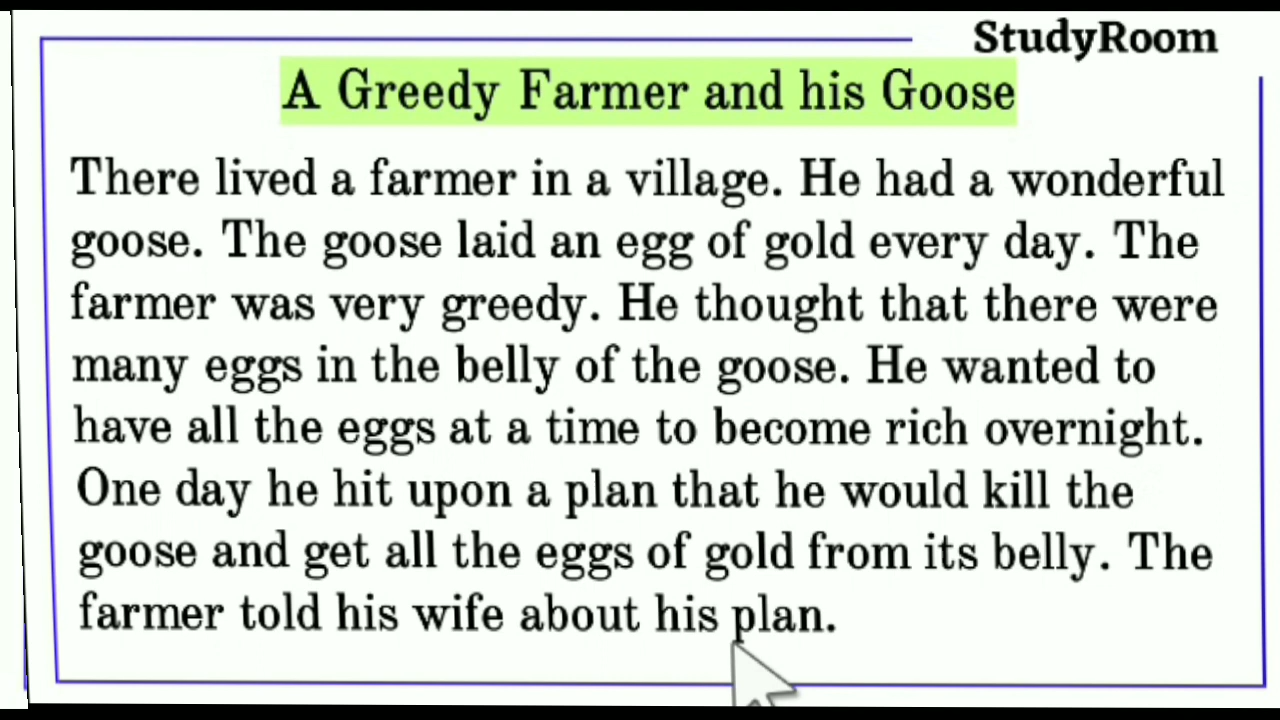 StudyRoom
A Greedy Farmer and his Goose
There lived a farmer in a village. He had a wonderful
goose. The goose laid an egg of gold every day. The
farmer was very greedy. He thought that there were
many eggs in the belly of the goose. He wanted to
have all the eggs at a time to become rich overnight.
One day he hit upon a plan that he would kill the
goose and get all the eggs of gold from its belly. The
farmer told his wife about his plan.